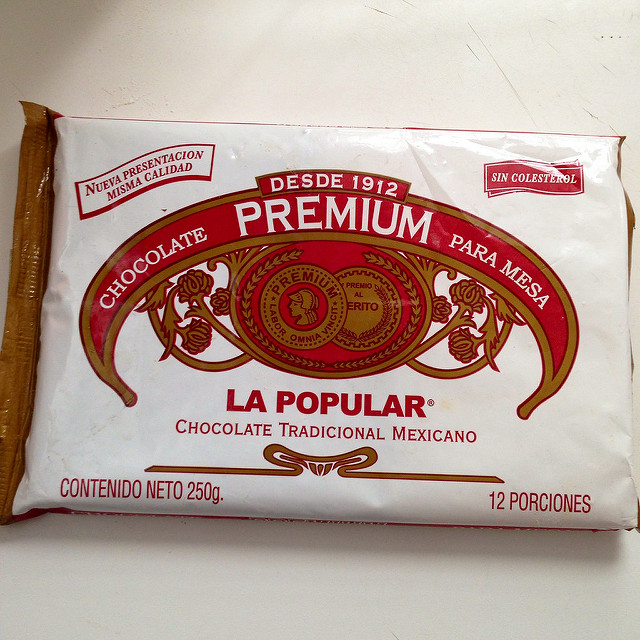 NUEVA PRESENTACION
MISMA CALIDAD
SIN COLESTEROL
DESDE 1912
CHOCOLATE PREMIUM PARA MESA
PREMIUM
LABOR OMNIA VINCIT
PREMIO
AL
ERITO
LA POPULAR®
CHOCOLATE TRADICIONAL MEXICANO
CONTENIDO NETO 250g.
12 PORCIONES